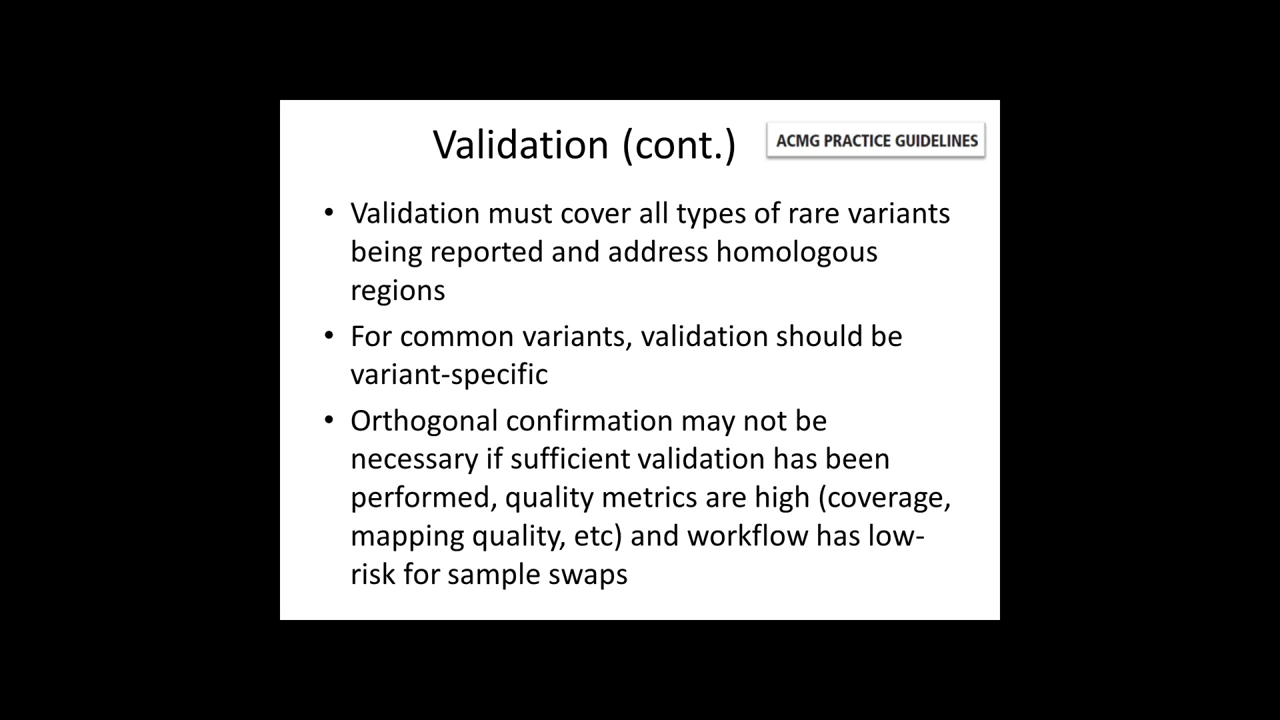 Validation (cont.)
ACMG PRACTICE GUIDELINES
• Validation must cover all types of rare variants
being reported and address homologous
regions
• For common variants, validation should be
variant-specific
• Orthogonal confirmation may not be
necessary if sufficient validation has been
performed, quality metrics are high (coverage,
mapping quality, etc) and workflow has low-
risk for sample swaps